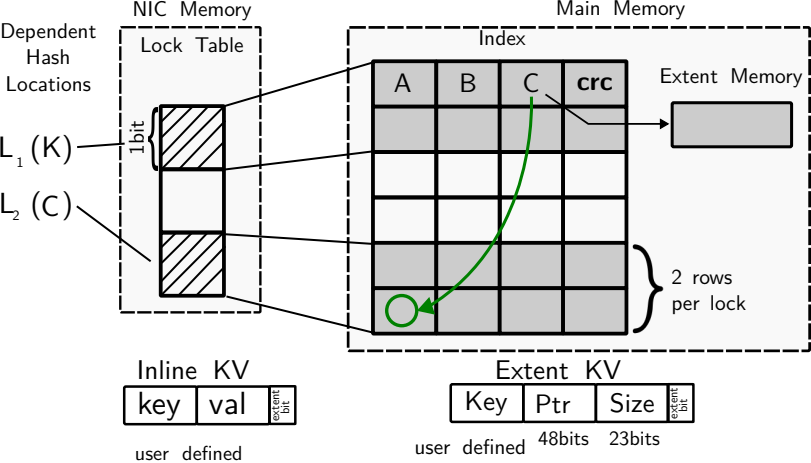 NIC Memory
Main Memory
Dependent
Hash
Locations
Lock Table
Index
Extent Memory
A B C crc
1bit
L1 (K)
L2 (C)
2 rows
per lock
Inline KV
key val extent bit
user defined
Extent KV
Key Ptr Size extent bit
user defined 48bits 23bits